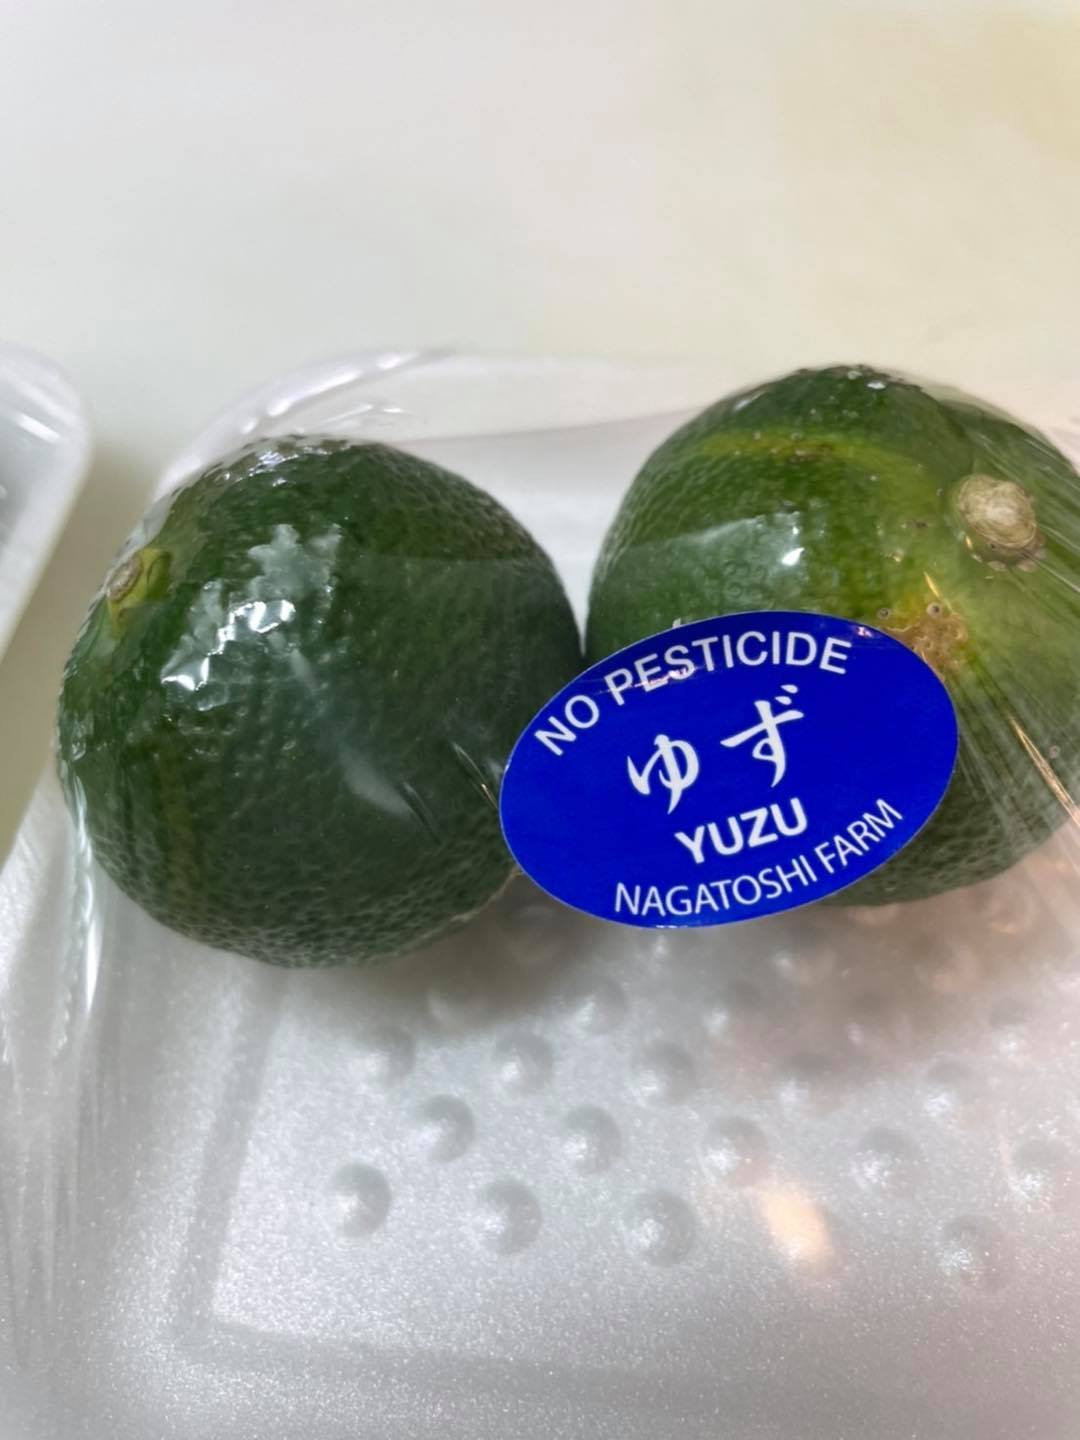 NO PESTICIDE
ゆず
YUZU
NAGATOSHI FARM